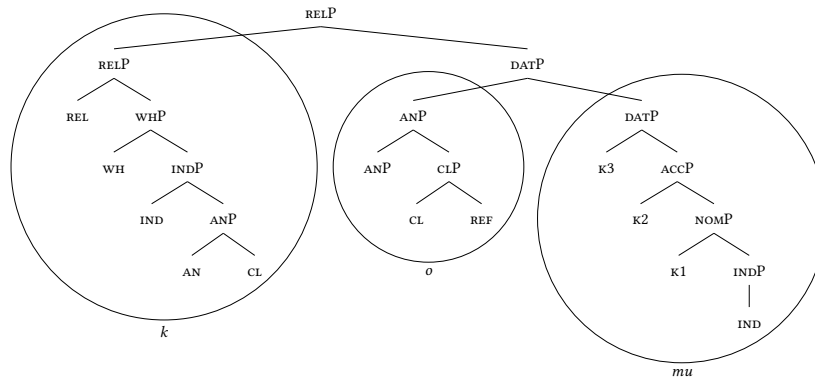 RELP
RELP DATP
REL WHP ANP DATP
WH INDP ANP CLP K3 ACCP
IND ANP CL REF K2 NOMP
AN CL o K1 INDP
k IND
mu